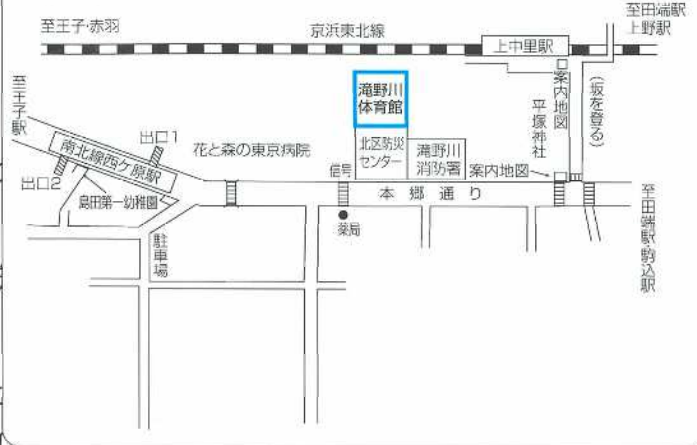 至王子・赤羽
京浜東北線
至田端駅
上野駅
上中里駅
至王子駅
滝野川
体育館
案内地図
(坂を登る)
平塚神社
出口1
南北線西ケ原駅
出口2
島田第一幼稚園
花と森の東京病院
北区防災
センター
滝野川
消防署
信号
案内地図
本郷通り
薬局
駐車場
至田端駅・駒込駅